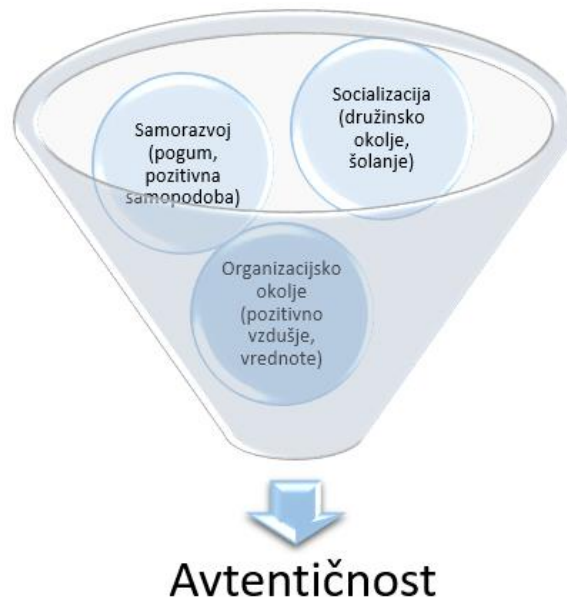 Samorazvoj
(pogum,
pozitivna
samopodoba)
Socializacija
(družinsko
okolje,
šolanje)
Organizacijsko
okolje
(pozitivno
vzdušje,
vrednote)
Avtentičnost